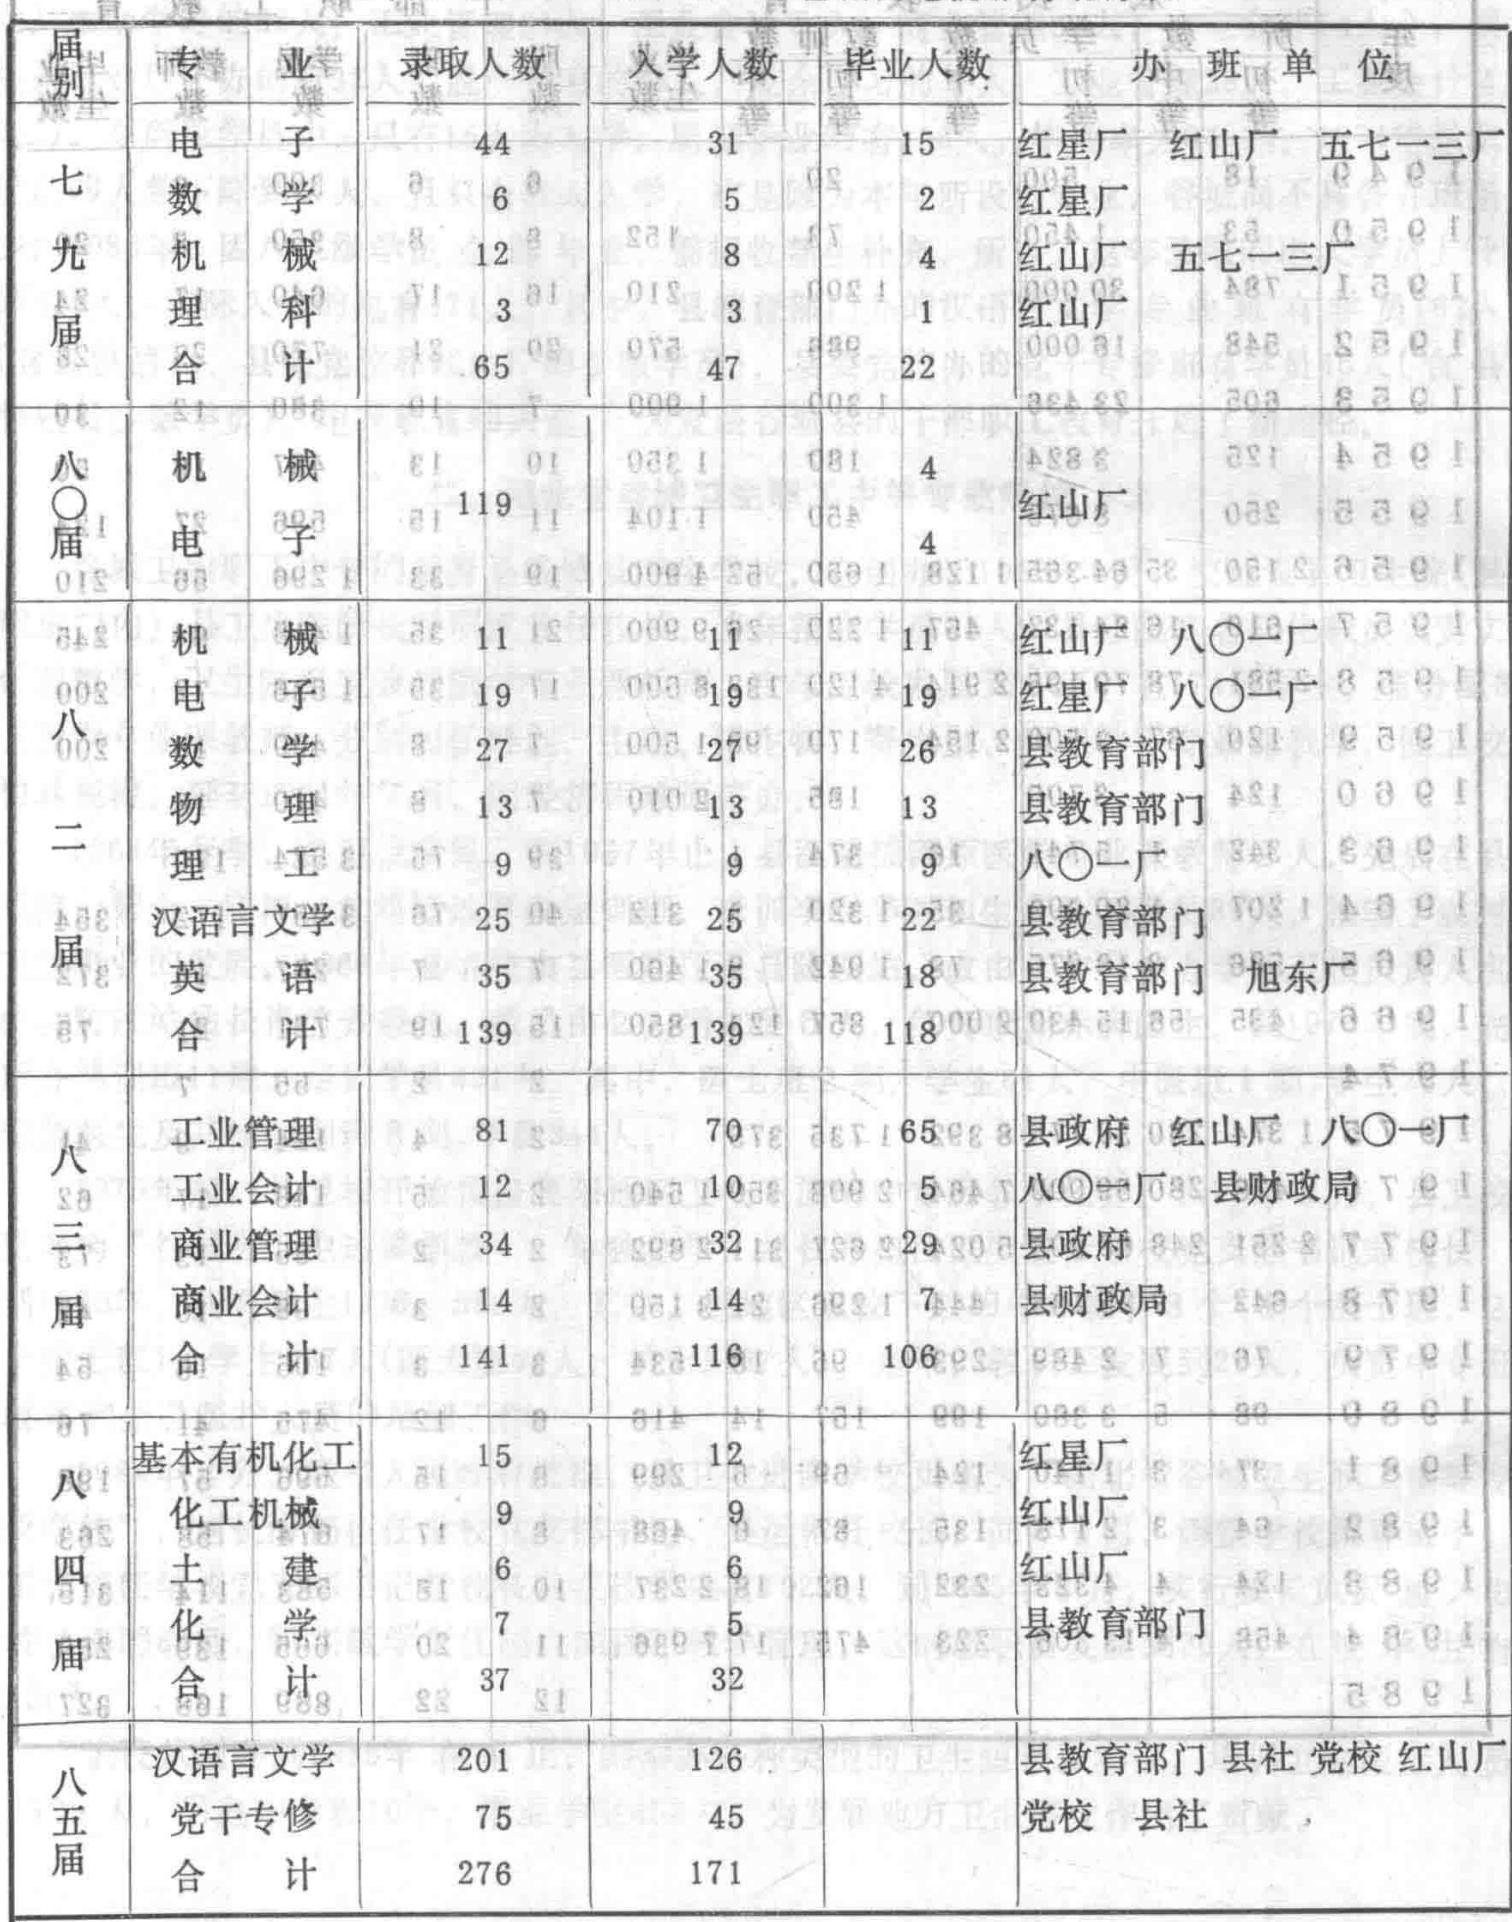 届别 专业 录取人数 入学人数 毕业人数 办班单位
七九届
电子 44 31 15 红星厂 红山厂 五七一三厂
数学 6 5 2 红星厂
机械 12 8 4 红山厂 五七一三厂
理科 3 3 1 红山厂
合计 65 47 22
八〇届
机械 4
119 红山厂
电子 4
八二届
机械 11 11 11 红山厂 八〇一厂
电子 19 19 19 红星厂 八〇一厂
数学 27 27 26 县教育部门
物理 13 13 13 县教育部门
理工 9 9 9 八〇一厂
汉语言文学 25 25 22 县教育部门
英语 35 35 18 县教育部门 旭东厂
合计 139 139 118
八三届
工业管理 81 70 65 县政府 红山厂 八〇一厂
工业会计 12 10 5 八〇一厂 县财政局
商业管理 34 32 29 县政府
商业会计 14 14 7 县财政局
合计 141 116 106
八四届
基本有机化工 15 12 红星厂
化工机械 9 9 红山厂
土建 6 6 红山厂
化学 7 5 县教育部门
合计 37 32
八五届
汉语言文学 201 126 县教育部门 县社 党校 红山厂
党干专修 75 45 党校 县社
合计 276 171